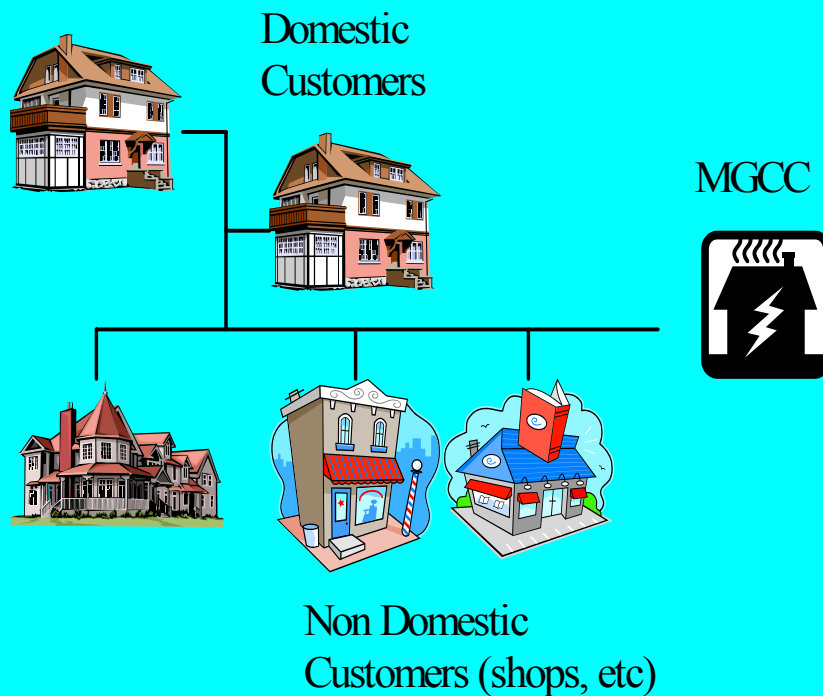 Domestic
Customers
MGCC
Non Domestic
Customers (shops, etc)